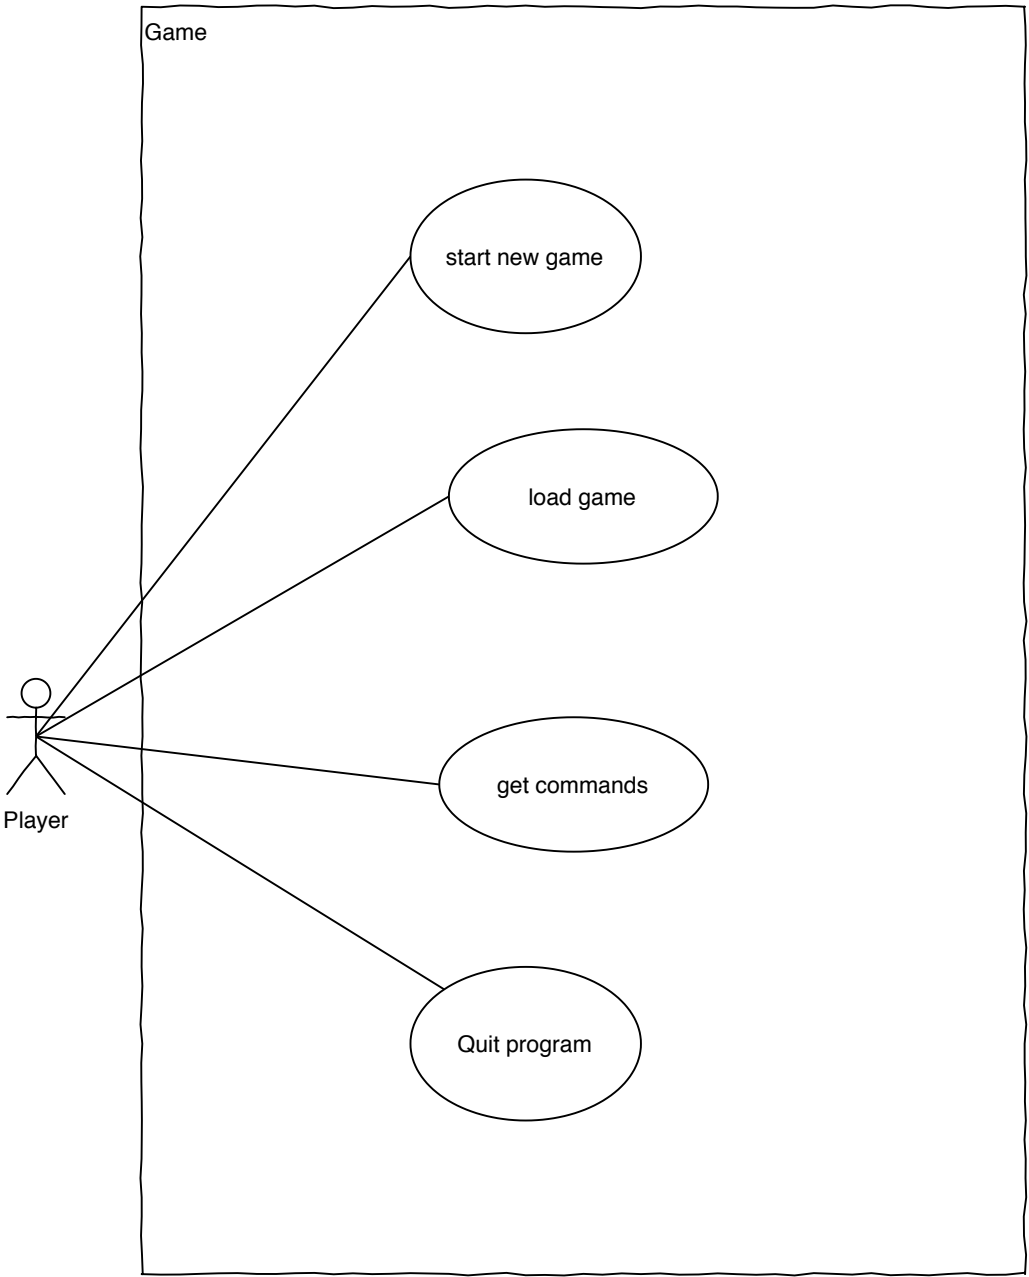 Game
start new game
load game
get commands
Player
Quit program